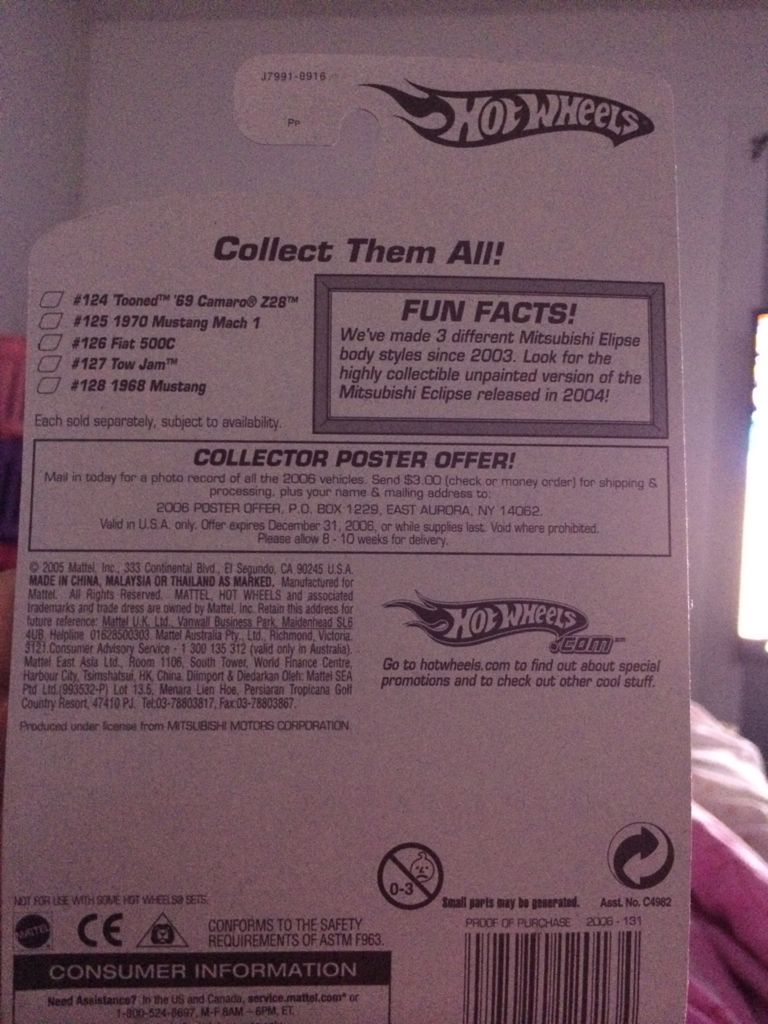 J7991-0916
Pp
HOT WHEELS
Collect Them All!
#124 'Tooned™ '69 Camaro® Z28™
#125 1970 Mustang Mach 1
#126 Fiat 500C
#127 Tow Jam™
#128 1968 Mustang
Each sold separately, subject to availability.
FUN FACTS!
We've made 3 different Mitsubishi Elipse
body styles since 2003. Look for the
highly collectible unpainted version of the
Mitsubishi Eclipse released in 2004!
COLLECTOR POSTER OFFER!
Mail in today for a photo record of all the 2006 vehicles. Send $3.00 (check or money order) for shipping &
processing, plus your name & mailing address to:
2006 POSTER OFFER, P.O. BOX 1229, EAST AURORA, NY 14062.
Valid in U.S.A. only. Offer expires December 31, 2006, or while supplies last. Void where prohibited.
Please allow 8 - 10 weeks for delivery.
© 2005 Mattel, Inc., 333 Continental Blvd., El Segundo, CA 90245 U.S.A.
MADE IN CHINA, MALAYSIA OR THAILAND AS MARKED. Manufactured for
Mattel. All Rights Reserved. MATTEL, HOT WHEELS and associated
trademarks and trade dress are owned by Mattel, Inc. Retain this address for
future reference: Mattel U.K. Ltd., Vanwall Business Park, Maidenhead SL6
4UB. Helpline 01628500303. Mattel Australia Pty., Ltd., Richmond, Victoria.
3121.Consumer Advisory Service - 1 300 135 312 (valid only in Australia).
Mattel East Asia Ltd., Room 1106, South Tower, World Finance Centre,
Harbour City, Tsimshatsui, HK, China. Diimport & Diedarkan Oleh: Mattel SEA
Ptd Ltd.(993532-P) Lot 13.5, Menara Lien Hoe, Persiaran Tropicana Golf
Country Resort, 47410 PJ. Tel:03-78803817, Fax:03-78803867.
Produced under license from MITSUBISHI MOTORS CORPORATION.
HOT WHEELS
.COM™
Go to hotwheels.com to find out about special
promotions and to check out other cool stuff.
0-3
Small parts may be generated.
Asst. No. C4982
NOT FOR USE WITH SOME HOT WHEELS® SETS.
MATTEL
CE
CONFORMS TO THE SAFETY
REQUIREMENTS OF ASTM F963.
PROOF OF PURCHASE 2006 - 131
CONSUMER INFORMATION
Need Assistance? In the US and Canada, service.mattel.com® or
1-800-524-8697, M-F 8AM – 6PM, ET.